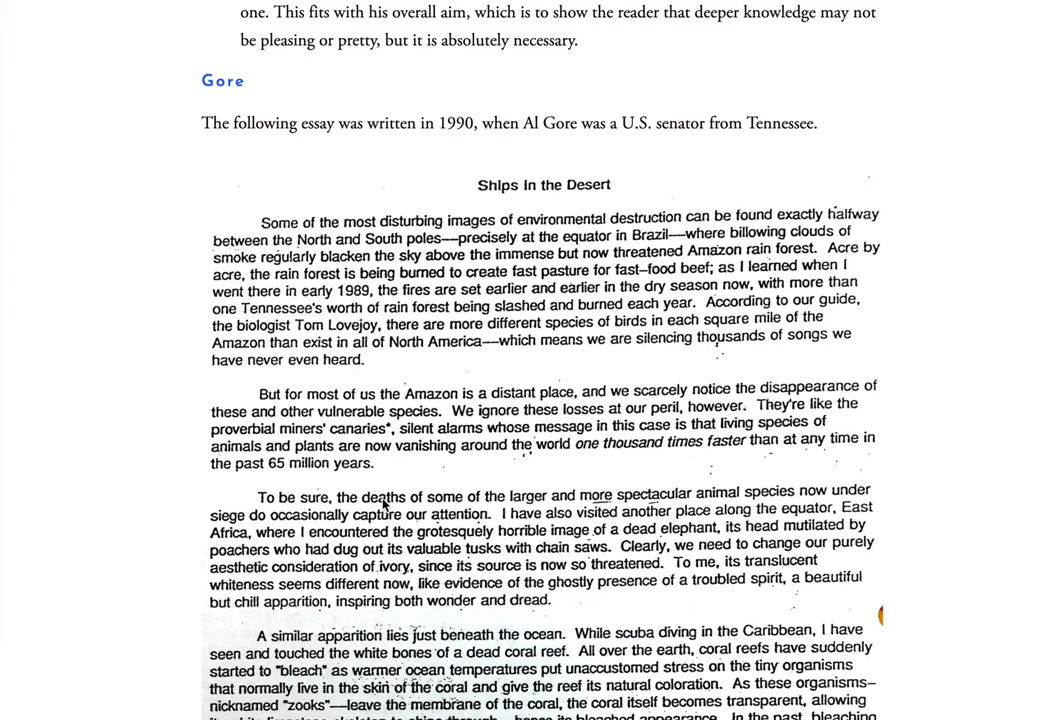 one. This fits with his overall aim, which is to show the reader that deeper knowledge may not
be pleasing or pretty, but it is absolutely necessary.
Gore
The following essay was written in 1990, when Al Gore was a U.S. senator from Tennessee.
Ships in the Desert
Some of the most disturbing images of environmental destruction can be found exactly halfway
between the North and South poles—precisely at the equator in Brazil—where billowing clouds of
smoke regularly blacken the sky above the immense but now threatened Amazon rain forest. Acre by
acre, the rain forest is being burned to create fast pasture for fast–food beef; as I learned when I
went there in early 1989, the fires are set earlier and earlier in the dry season now, with more than
one Tennessee's worth of rain forest being slashed and burned each year. According to our guide,
the biologist Tom Lovejoy, there are more different species of birds in each square mile of the
Amazon than exist in all of North America—which means we are silencing thousands of songs we
have never even heard.
But for most of us the Amazon is a distant place, and we scarcely notice the disappearance of
these and other vulnerable species. We ignore these losses at our peril, however. They're like the
proverbial miners' canaries*, silent alarms whose message in this case is that living species of
animals and plants are now vanishing around the world one thousand times faster than at any time in
the past 65 million years.
To be sure, the deaths of some of the larger and more spectacular animal species now under
siege do occasionally capture our attention. I have also visited another place along the equator, East
Africa, where I encountered the grotesquely horrible image of a dead elephant, its head mutilated by
poachers who had dug out its valuable tusks with chain saws. Clearly, we need to change our purely
aesthetic consideration of ivory, since its source is now so threatened. To me, its translucent
whiteness seems different now, like evidence of the ghostly presence of a troubled spirit, a beautiful
but chill apparition, inspiring both wonder and dread.
A similar apparition lies just beneath the ocean. While scuba diving in the Caribbean, I have
seen and touched the white bones of a dead coral reef. All over the earth, coral reefs have suddenly
started to "bleach" as warmer ocean temperatures put unaccustomed stress on the tiny organisms
that normally live in the skin of the coral and give the reef its natural coloration. As these organisms–
nicknamed "zooks"—leave the membrane of the coral, the coral itself becomes transparent, allowing
its white limestone skeleton to shine through—hence its bleached appearance. In the past, bleaching